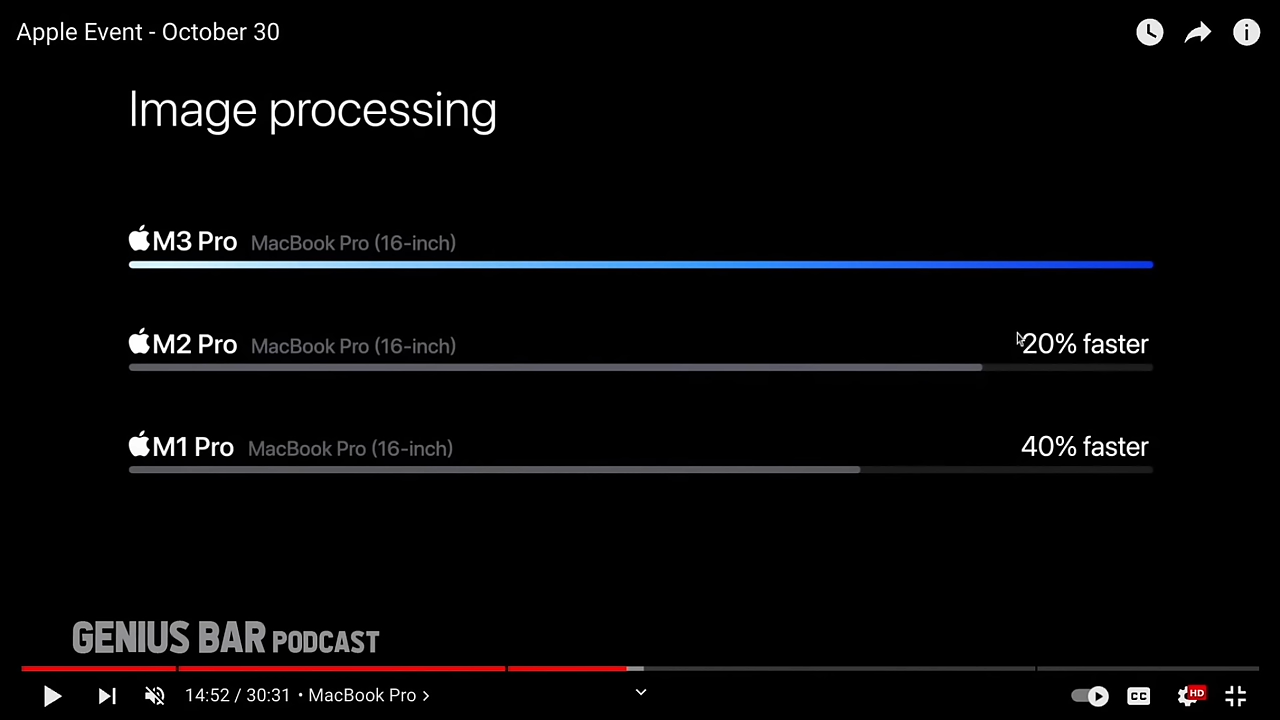 Apple Event - October 30
Image processing
M3 Pro MacBook Pro (16-inch)
M2 Pro MacBook Pro (16-inch) 20% faster
M1 Pro MacBook Pro (16-inch) 40% faster
GENIUS BAR PODCAST
14:52 / 30:31 • MacBook Pro >
CC
HD